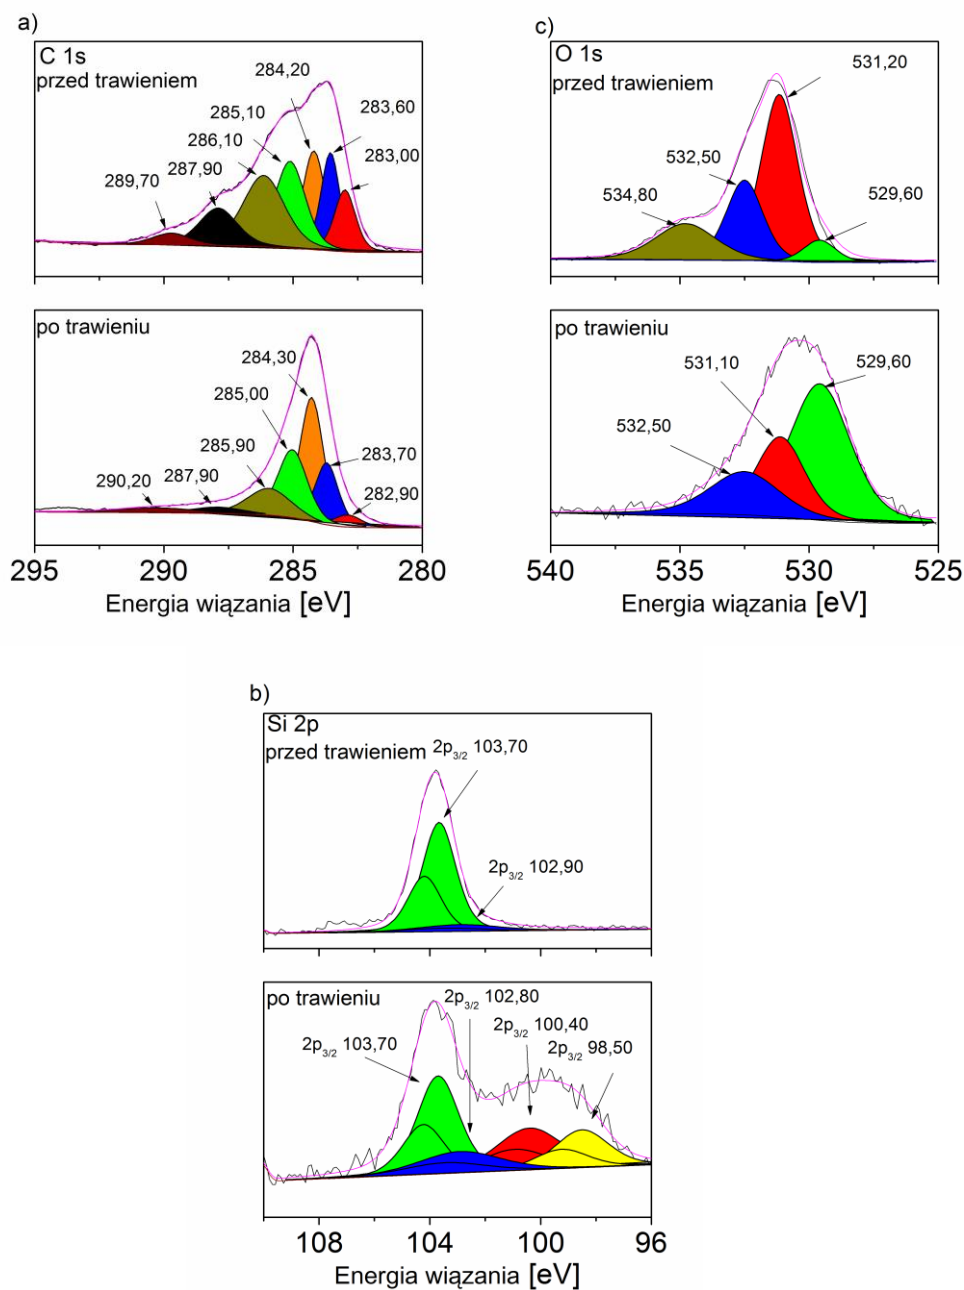 a)
C 1s
przed trawieniem
284,20
285,10
283,60
286,10
287,90
283,00
289,70
po trawieniu
284,30
285,00
285,90
283,70
290,20
287,90
282,90
295
290
285
280
Energia wiązania [eV]
c)
O 1s
przed trawieniem
531,20
532,50
534,80
529,60
po trawieniu
531,10
529,60
532,50
540
535
530
525
Energia wiązania [eV]
b)
Si 2p
przed trawieniem
2p3/2 103,70
2p3/2 102,90
po trawieniu
2p3/2 102,80
2p3/2 100,40
2p3/2 103,70
2p3/2 98,50
108
104
100
96
Energia wiązania [eV]